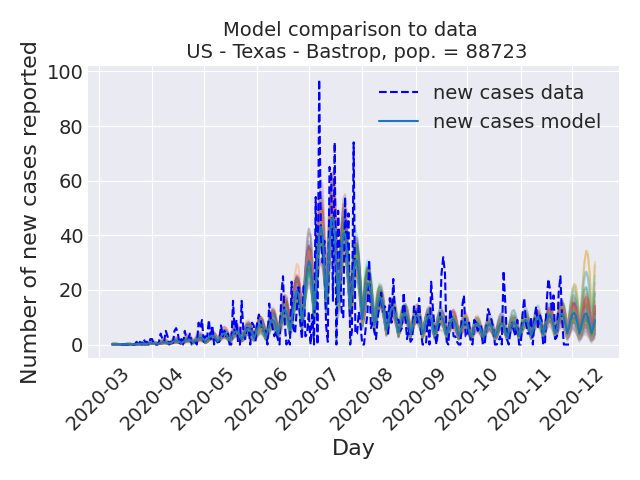 Model comparison to data
US - Texas - Bastrop, pop. = 88723
Number of new cases reported
100
80
60
40
20
0
new cases data
new cases model
2020-03
2020-04
2020-05
2020-06
2020-07
2020-08
2020-09
2020-10
2020-11
2020-12
Day